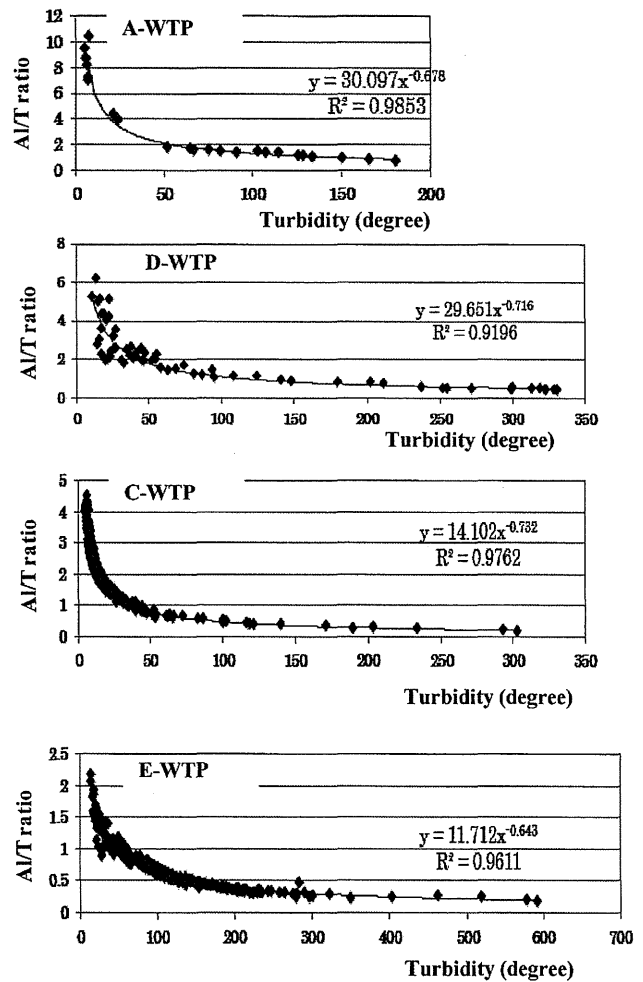 A-WTP
Al/T ratio
12
10
8
6
4
2
0
y = 30.097x^-0.678
R² = 0.9853
0 50 100 150 200
Turbidity (degree)
D-WTP
Al/T ratio
8
6
4
2
0
y = 29.651x^-0.716
R² = 0.9196
0 50 100 150 200 250 300 350
Turbidity (degree)
C-WTP
Al/T ratio
5
4
3
2
1
0
y = 14.102x^-0.732
R² = 0.9762
0 50 100 150 200 250 300 350
Turbidity (degree)
E-WTP
Al/T ratio
2.5
2
1.5
1
0.5
0
y = 11.712x^-0.643
R² = 0.9611
0 100 200 300 400 500 600 700
Turbidity (degree)